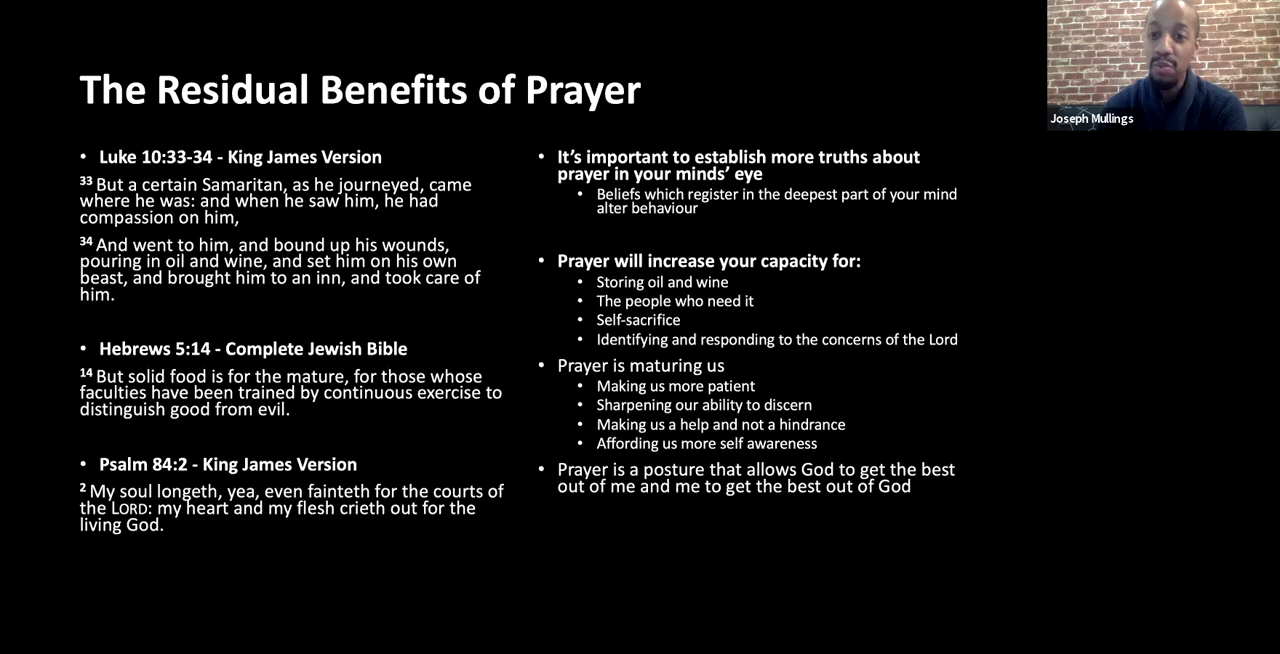 The Residual Benefits of Prayer
• Luke 10:33-34 - King James Version
33 But a certain Samaritan, as he journeyed, came
where he was: and when he saw him, he had
compassion on him,
34 And went to him, and bound up his wounds,
pouring in oil and wine, and set him on his own
beast, and brought him to an inn, and took care of
him.
• Hebrews 5:14 - Complete Jewish Bible
14 But solid food is for the mature, for those whose
faculties have been trained by continuous exercise to
distinguish good from evil.
• Psalm 84:2 - King James Version
2 My soul longeth, yea, even fainteth for the courts of
the LORD: my heart and my flesh crieth out for the
living God.
• It’s important to establish more truths about
prayer in your minds’ eye
• Beliefs which register in the deepest part of your mind
alter behaviour
• Prayer will increase your capacity for:
• Storing oil and wine
• The people who need it
• Self-sacrifice
• Identifying and responding to the concerns of the Lord
• Prayer is maturing us
• Making us more patient
• Sharpening our ability to discern
• Making us a help and not a hindrance
• Affording us more self awareness
• Prayer is a posture that allows God to get the best
out of me and me to get the best out of God
Joseph Mullings